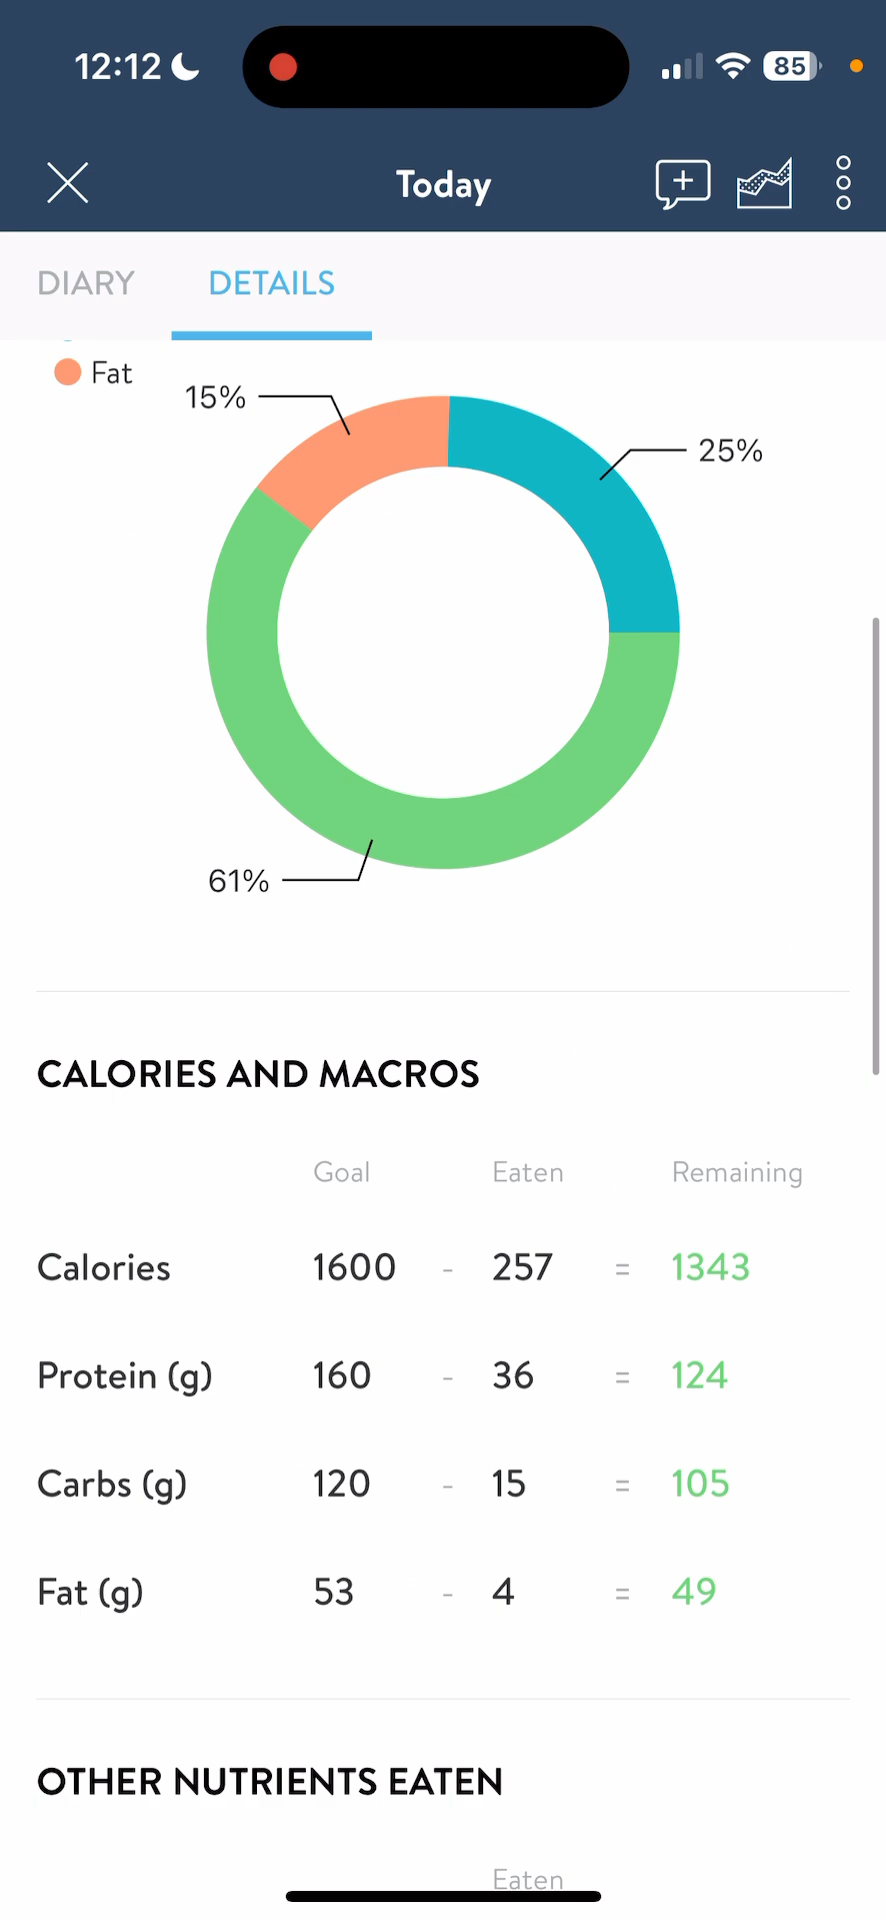 12:12 85
Today
DIARY DETAILS
Fat
15%
25%
61%
CALORIES AND MACROS
Goal Eaten Remaining
Calories 1600 - 257 = 1343
Protein (g) 160 - 36 = 124
Carbs (g) 120 - 15 = 105
Fat (g) 53 - 4 = 49
OTHER NUTRIENTS EATEN
Eaten